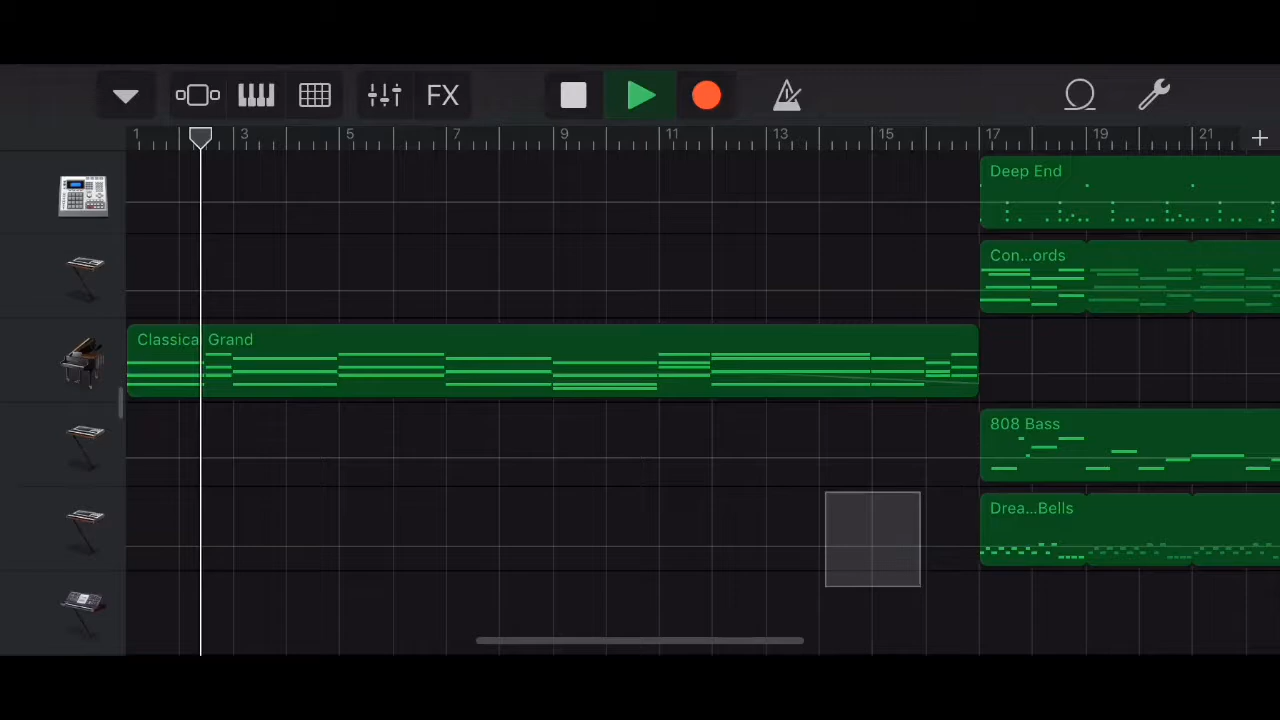 FX
1 3 5 7 9 11 13 15 17 19 21
Deep End
Con...ords
Classical Grand
808 Bass
Drea...Bells